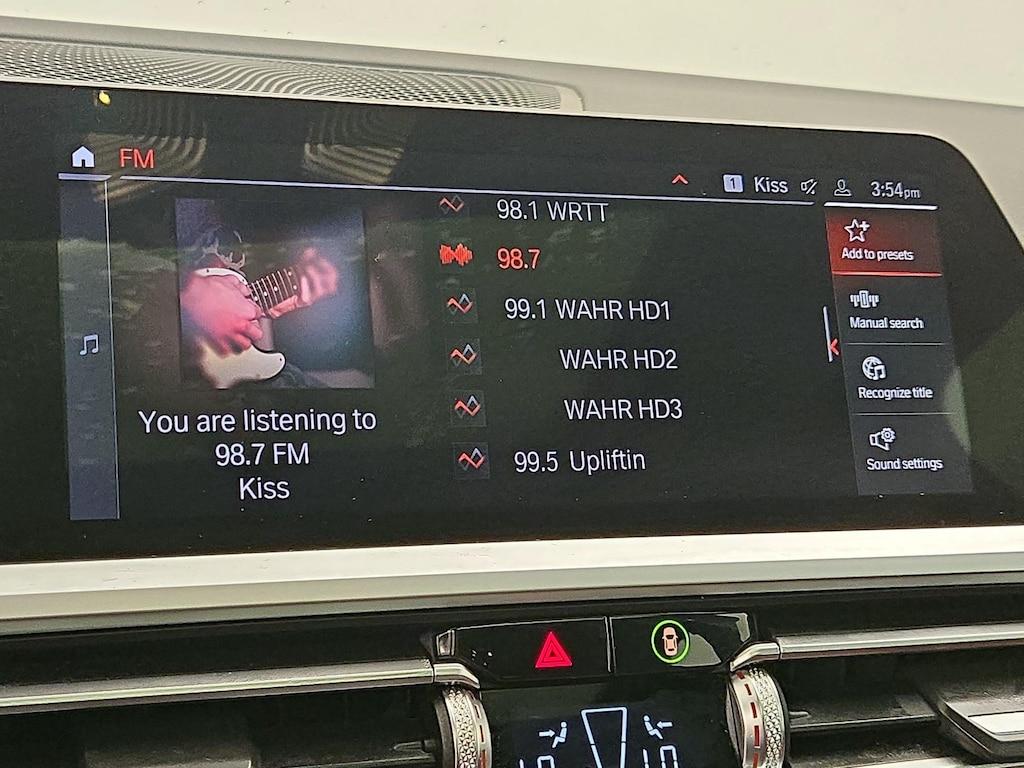 FM
1 Kiss 3:54pm
98.1 WRTT
98.7
99.1 WAHR HD1
WAHR HD2
WAHR HD3
99.5 Upliftin
You are listening to
98.7 FM
Kiss
Add to presets
Manual search
Recognize title
Sound settings